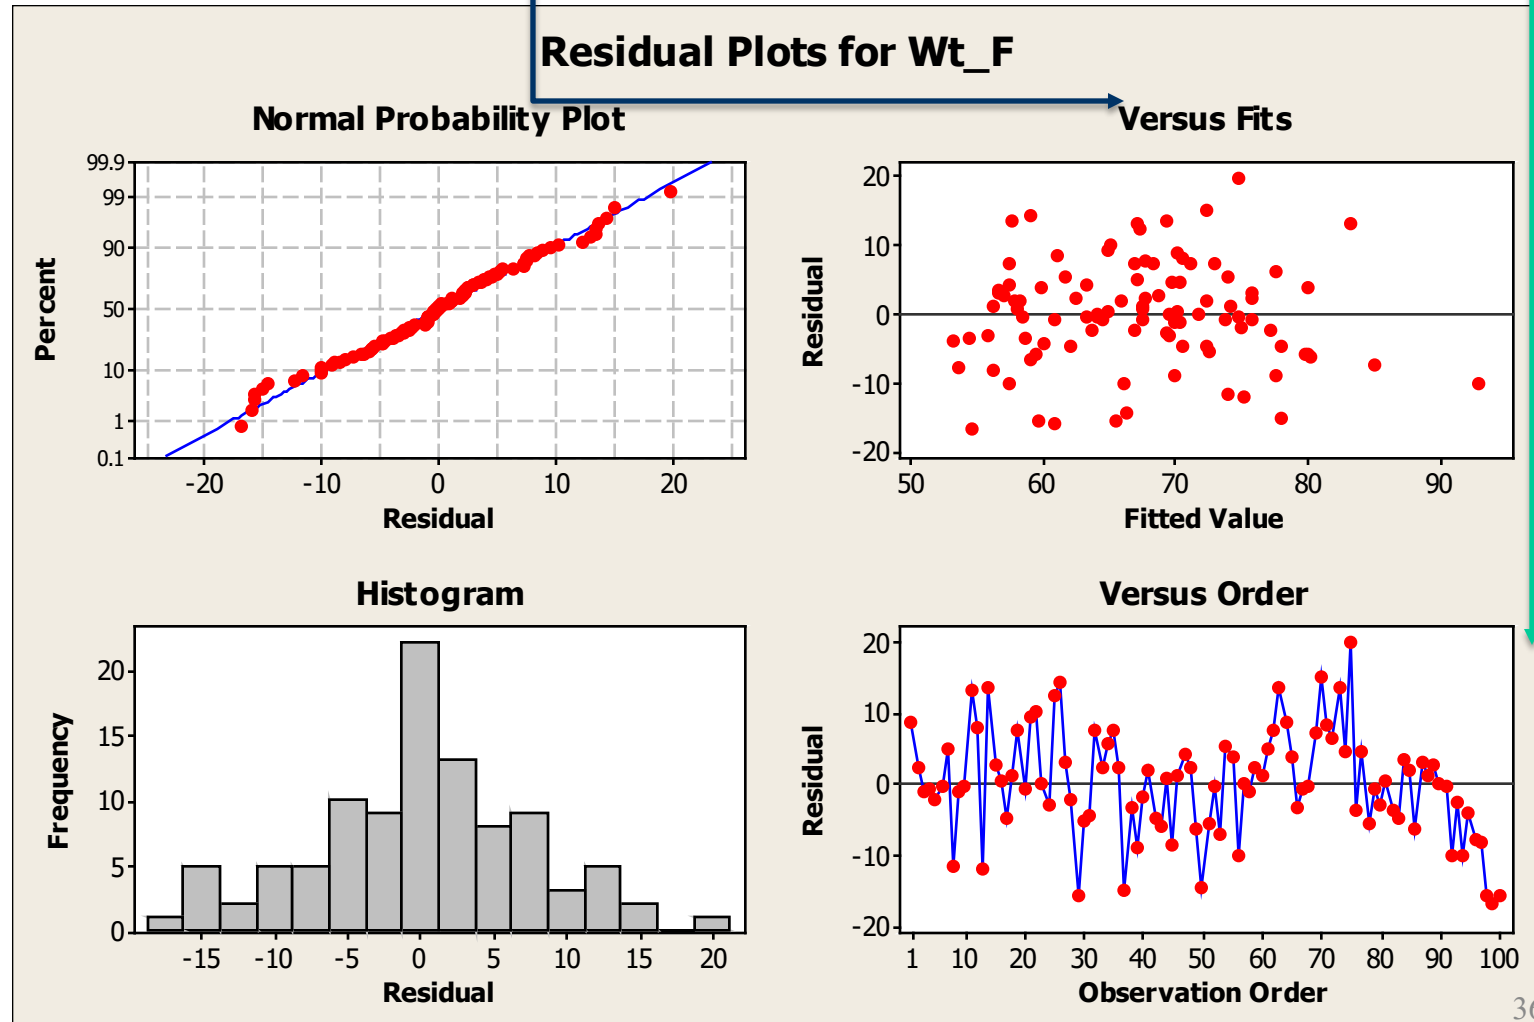 Residual Plots for Wt_F
Normal Probability Plot
Versus Fits
99.9
99
90
50
10
1
0.1
Percent
-20 -10 0 10 20
Residual
20
10
0
-10
-20
Residual
50 60 70 80 90
Fitted Value
Histogram
Versus Order
20
15
10
5
0
Frequency
-15 -10 -5 0 5 10 15 20
Residual
20
10
0
-10
-20
Residual
1 10 20 30 40 50 60 70 80 90 100
Observation Order